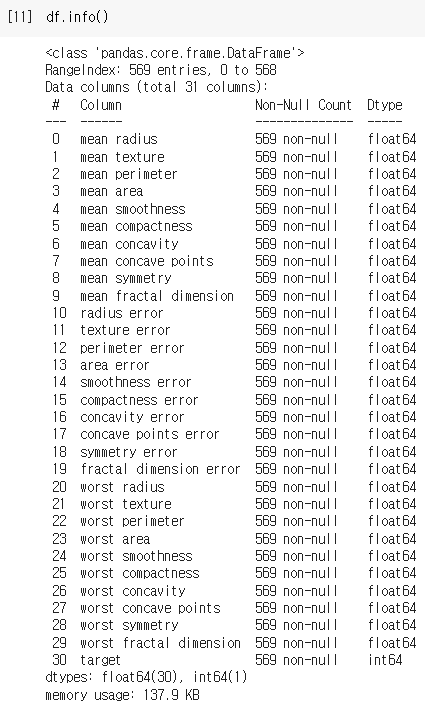 [11] df.info()
<class 'pandas.core.frame.DataFrame'>
RangeIndex: 569 entries, 0 to 568
Data columns (total 31 columns):
 #   Column                   Non-Null Count  Dtype
---  ------                   --------------  -----
 0   mean radius              569 non-null    float64
 1   mean texture             569 non-null    float64
 2   mean perimeter           569 non-null    float64
 3   mean area                569 non-null    float64
 4   mean smoothness          569 non-null    float64
 5   mean compactness         569 non-null    float64
 6   mean concavity           569 non-null    float64
 7   mean concave points      569 non-null    float64
 8   mean symmetry            569 non-null    float64
 9   mean fractal dimension   569 non-null    float64
 10  radius error             569 non-null    float64
 11  texture error            569 non-null    float64
 12  perimeter error          569 non-null    float64
 13  area error               569 non-null    float64
 14  smoothness error         569 non-null    float64
 15  compactness error        569 non-null    float64
 16  concavity error          569 non-null    float64
 17  concave points error     569 non-null    float64
 18  symmetry error           569 non-null    float64
 19  fractal dimension error  569 non-null    float64
 20  worst radius             569 non-null    float64
 21  worst texture            569 non-null    float64
 22  worst perimeter          569 non-null    float64
 23  worst area               569 non-null    float64
 24  worst smoothness         569 non-null    float64
 25  worst compactness        569 non-null    float64
 26  worst concavity          569 non-null    float64
 27  worst concave points     569 non-null    float64
 28  worst symmetry           569 non-null    float64
 29  worst fractal dimension  569 non-null    float64
 30  target                   569 non-null    int64
dtypes: float64(30), int64(1)
memory usage: 137.9 KB